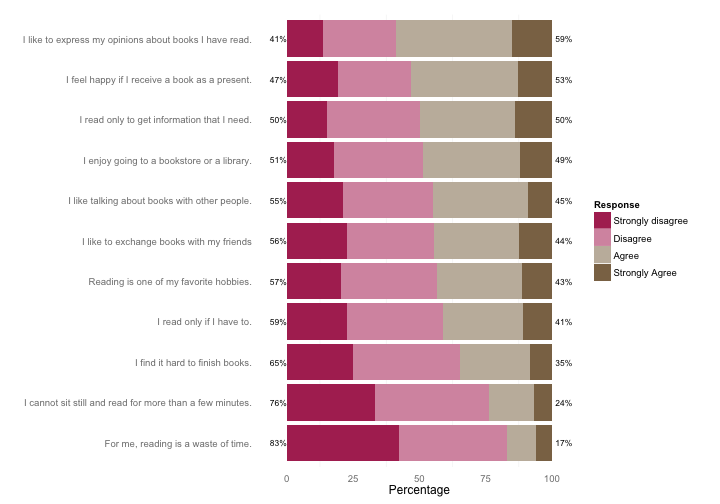 I like to express my opinions about books I have read. 41% 59%
I feel happy if I receive a book as a present. 47% 53%
I read only to get information that I need. 50% 50%
I enjoy going to a bookstore or a library. 51% 49%
I like talking about books with other people. 55% 45%
I like to exchange books with my friends 56% 44%
Reading is one of my favorite hobbies. 57% 43%
I read only if I have to. 59% 41%
I find it hard to finish books. 65% 35%
I cannot sit still and read for more than a few minutes. 76% 24%
For me, reading is a waste of time. 83% 17%
0 25 50 75 100
Percentage
Response
Strongly disagree
Disagree
Agree
Strongly Agree